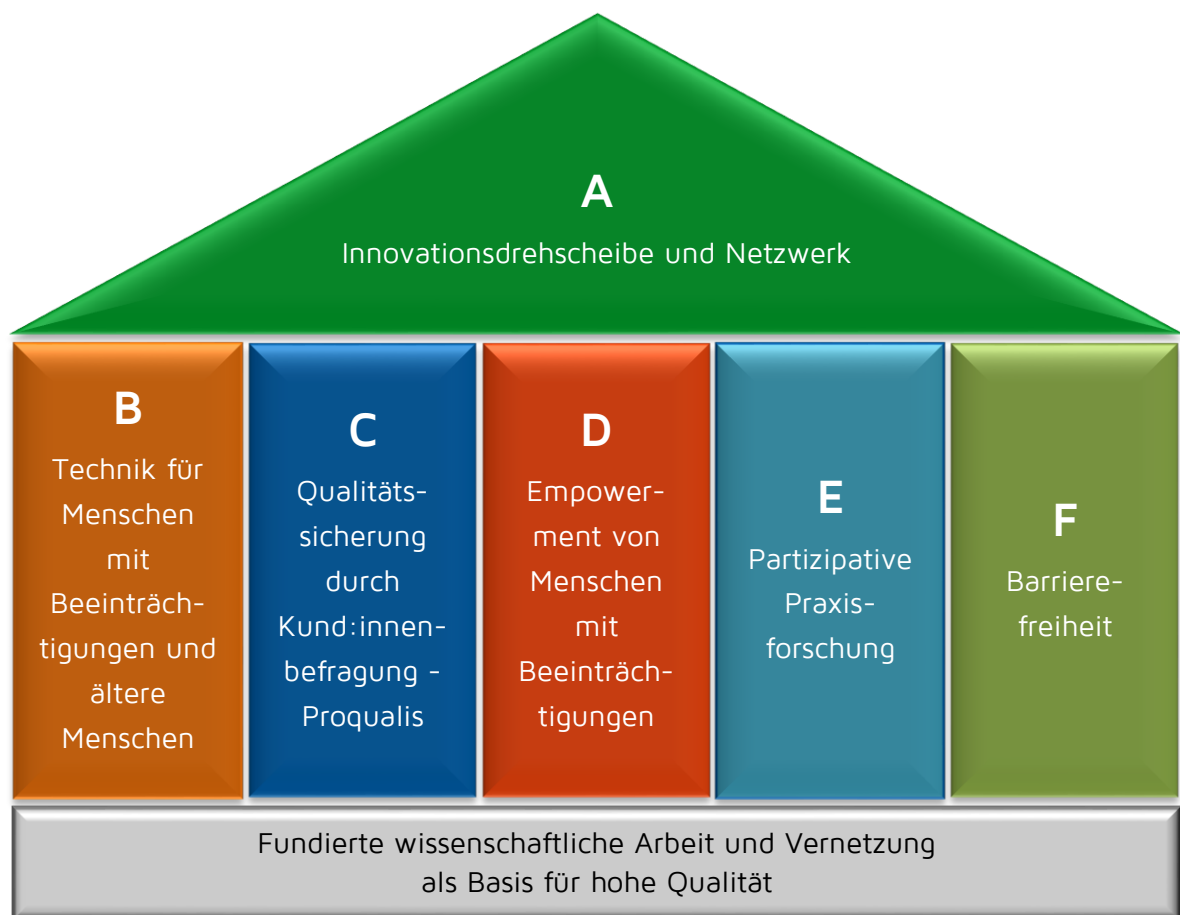 A
Innovationsdrehscheibe und Netzwerk
B
Technik für
Menschen
mit
Beeinträch-
tigungen und
ältere
Menschen
C
Qualitäts-
sicherung
durch
Kund:innen-
befragung -
Proqualis
D
Empower-
ment von
Menschen
mit
Beeinträch-
tigungen
E
Partizipative
Praxis-
forschung
F
Barriere-
freiheit
Fundierte wissenschaftliche Arbeit und Vernetzung
als Basis für hohe Qualität